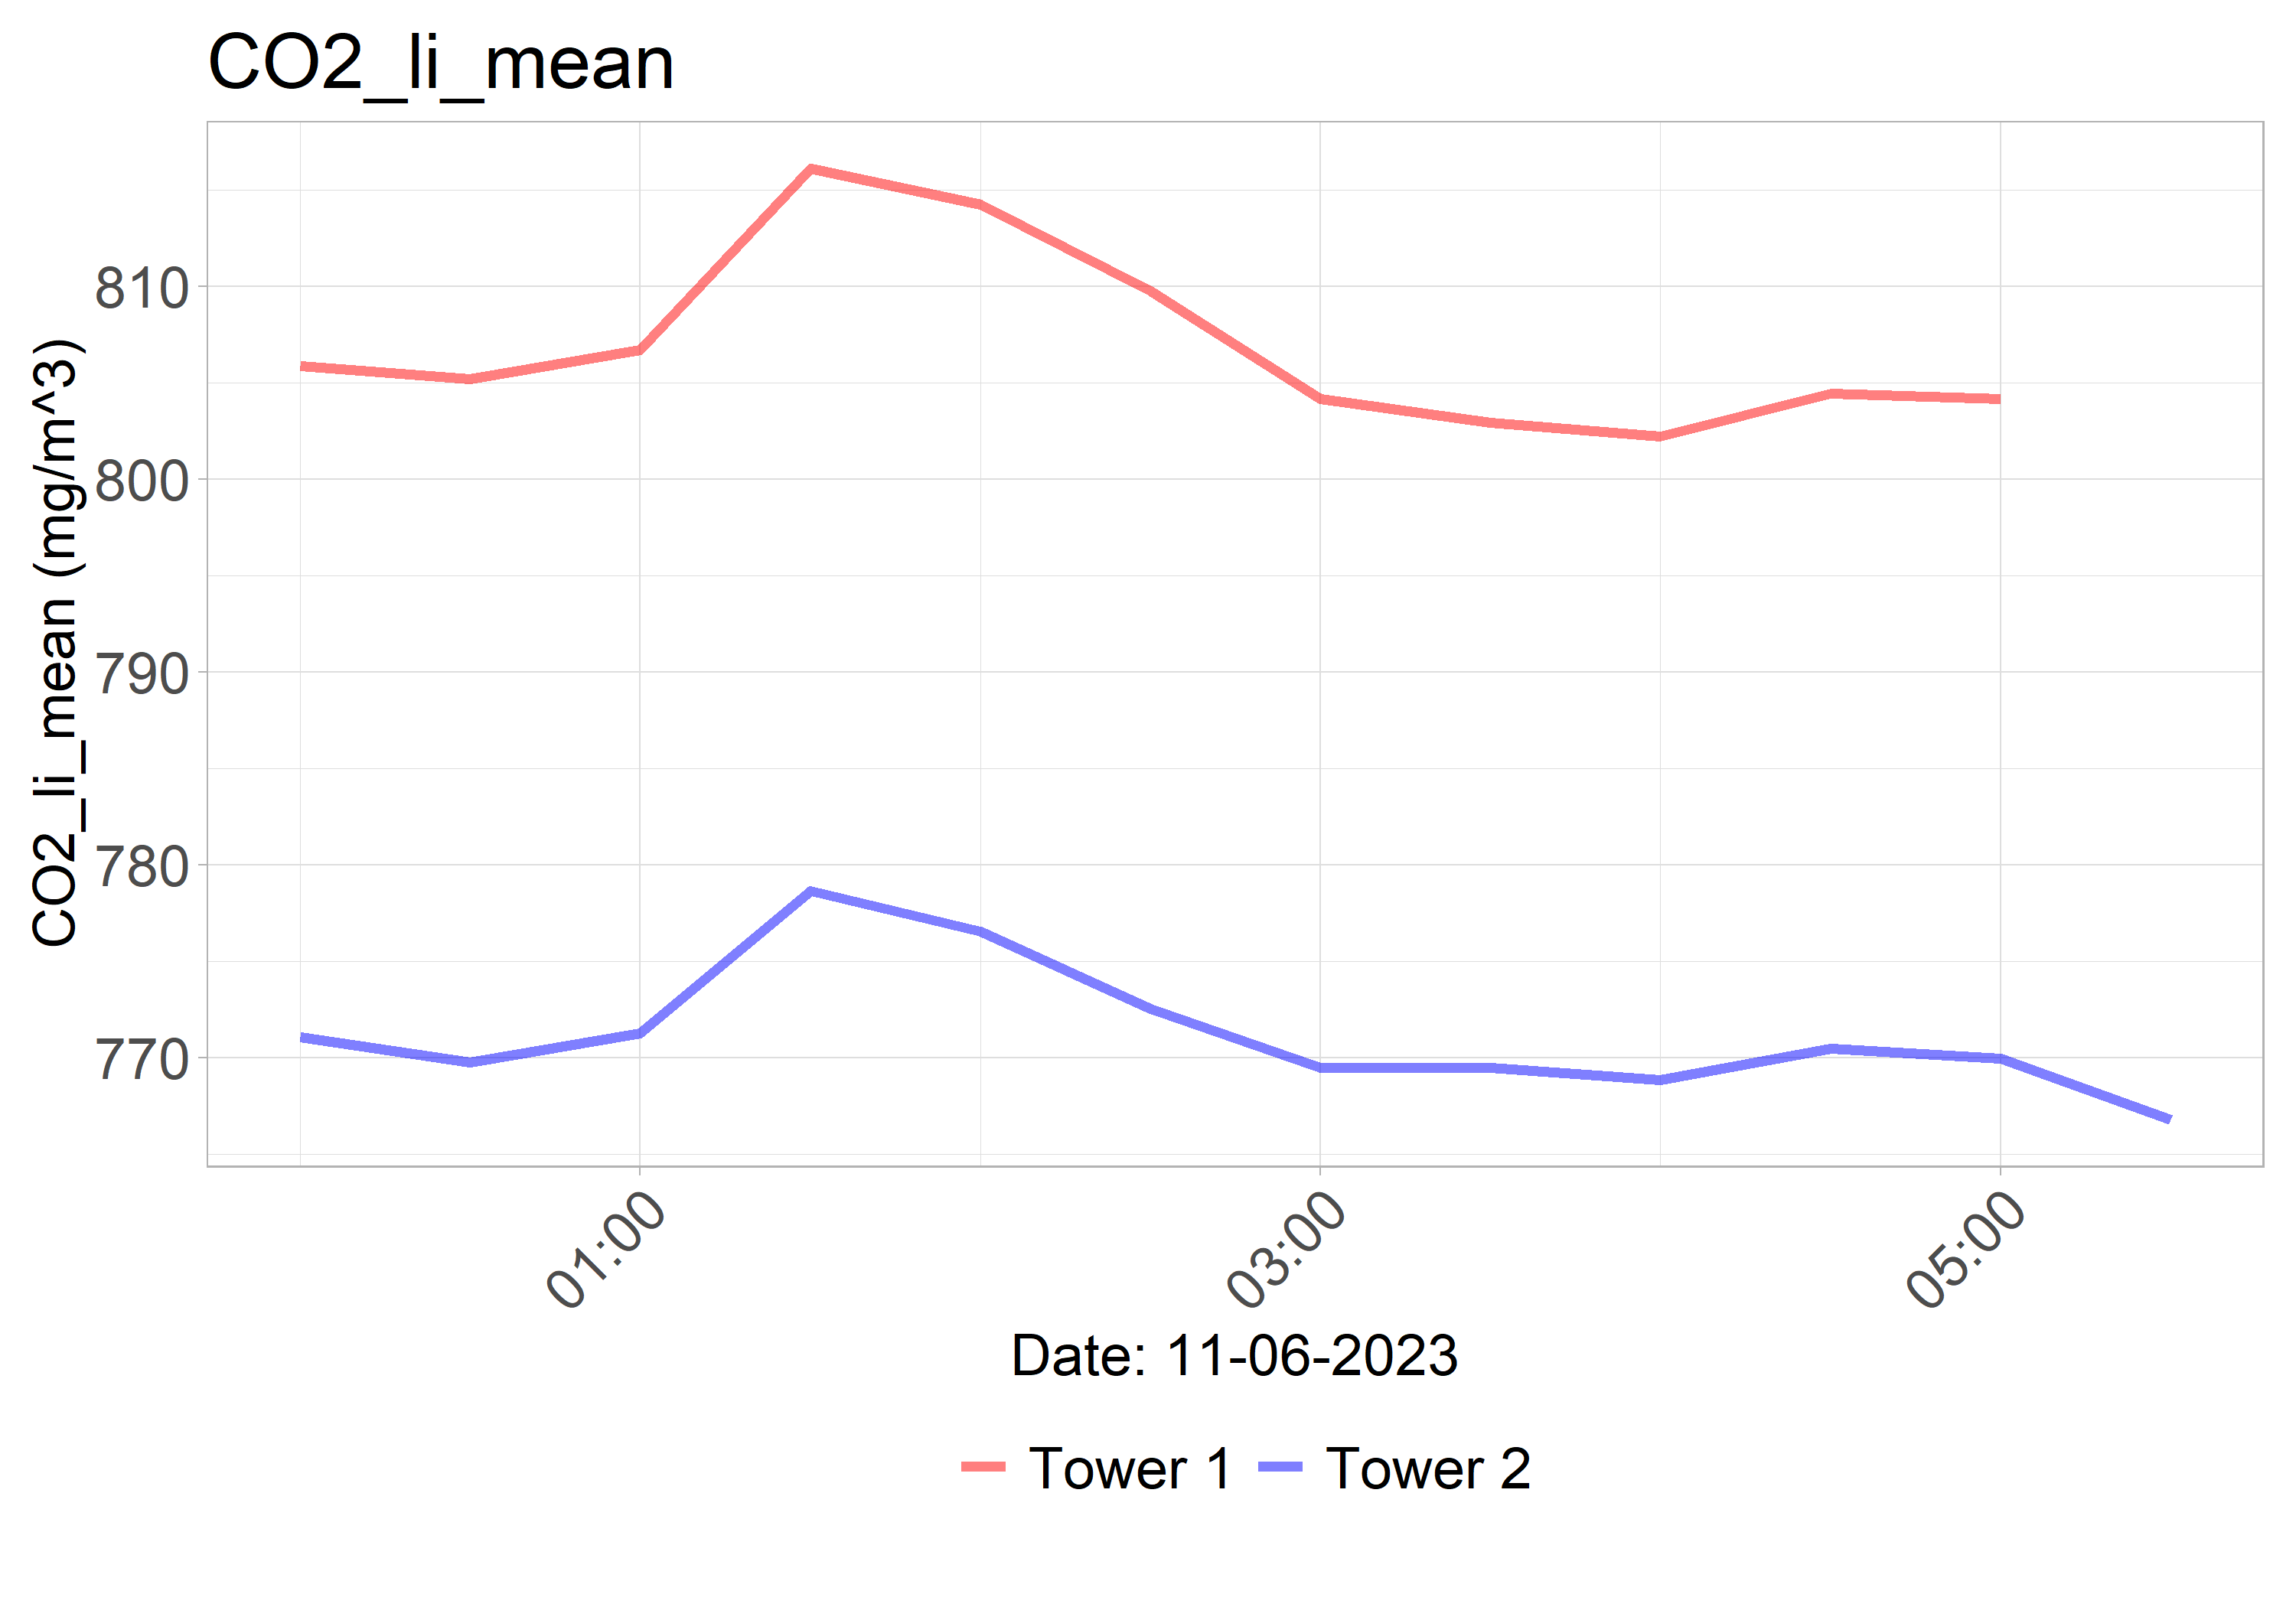 CO2_li_mean
CO2_li_mean (mg/m^3)
810
800
790
780
770
01:00
03:00
05:00
Date: 11-06-2023
Tower 1
Tower 2